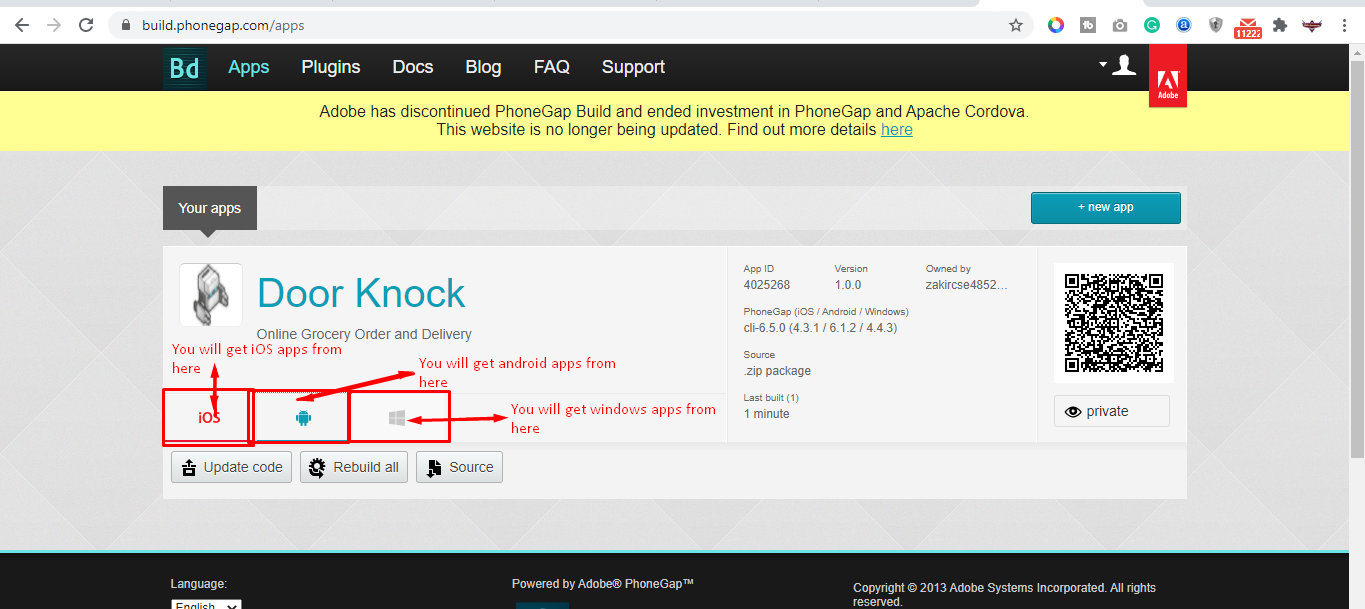 build.phonegap.com/apps
11222
Bd Apps Plugins Docs Blog FAQ Support
Adobe
Adobe has discontinued PhoneGap Build and ended investment in PhoneGap and Apache Cordova.
This website is no longer being updated. Find out more details here
Your apps
+ new app
Door Knock
Online Grocery Order and Delivery
You will get iOS apps from
here
You will get android apps from
here
You will get windows apps from
here
iOS
App ID Version Owned by
4025268 1.0.0 zakircse4852...
PhoneGap (iOS / Android / Windows)
cli-6.5.0 (4.3.1 / 6.1.2 / 4.4.3)
Source
.zip package
Last built (1)
1 minute
private
Update code Rebuild all Source
Language:
English
Powered by Adobe® PhoneGap™
Copyright © 2013 Adobe Systems Incorporated. All rights
reserved.